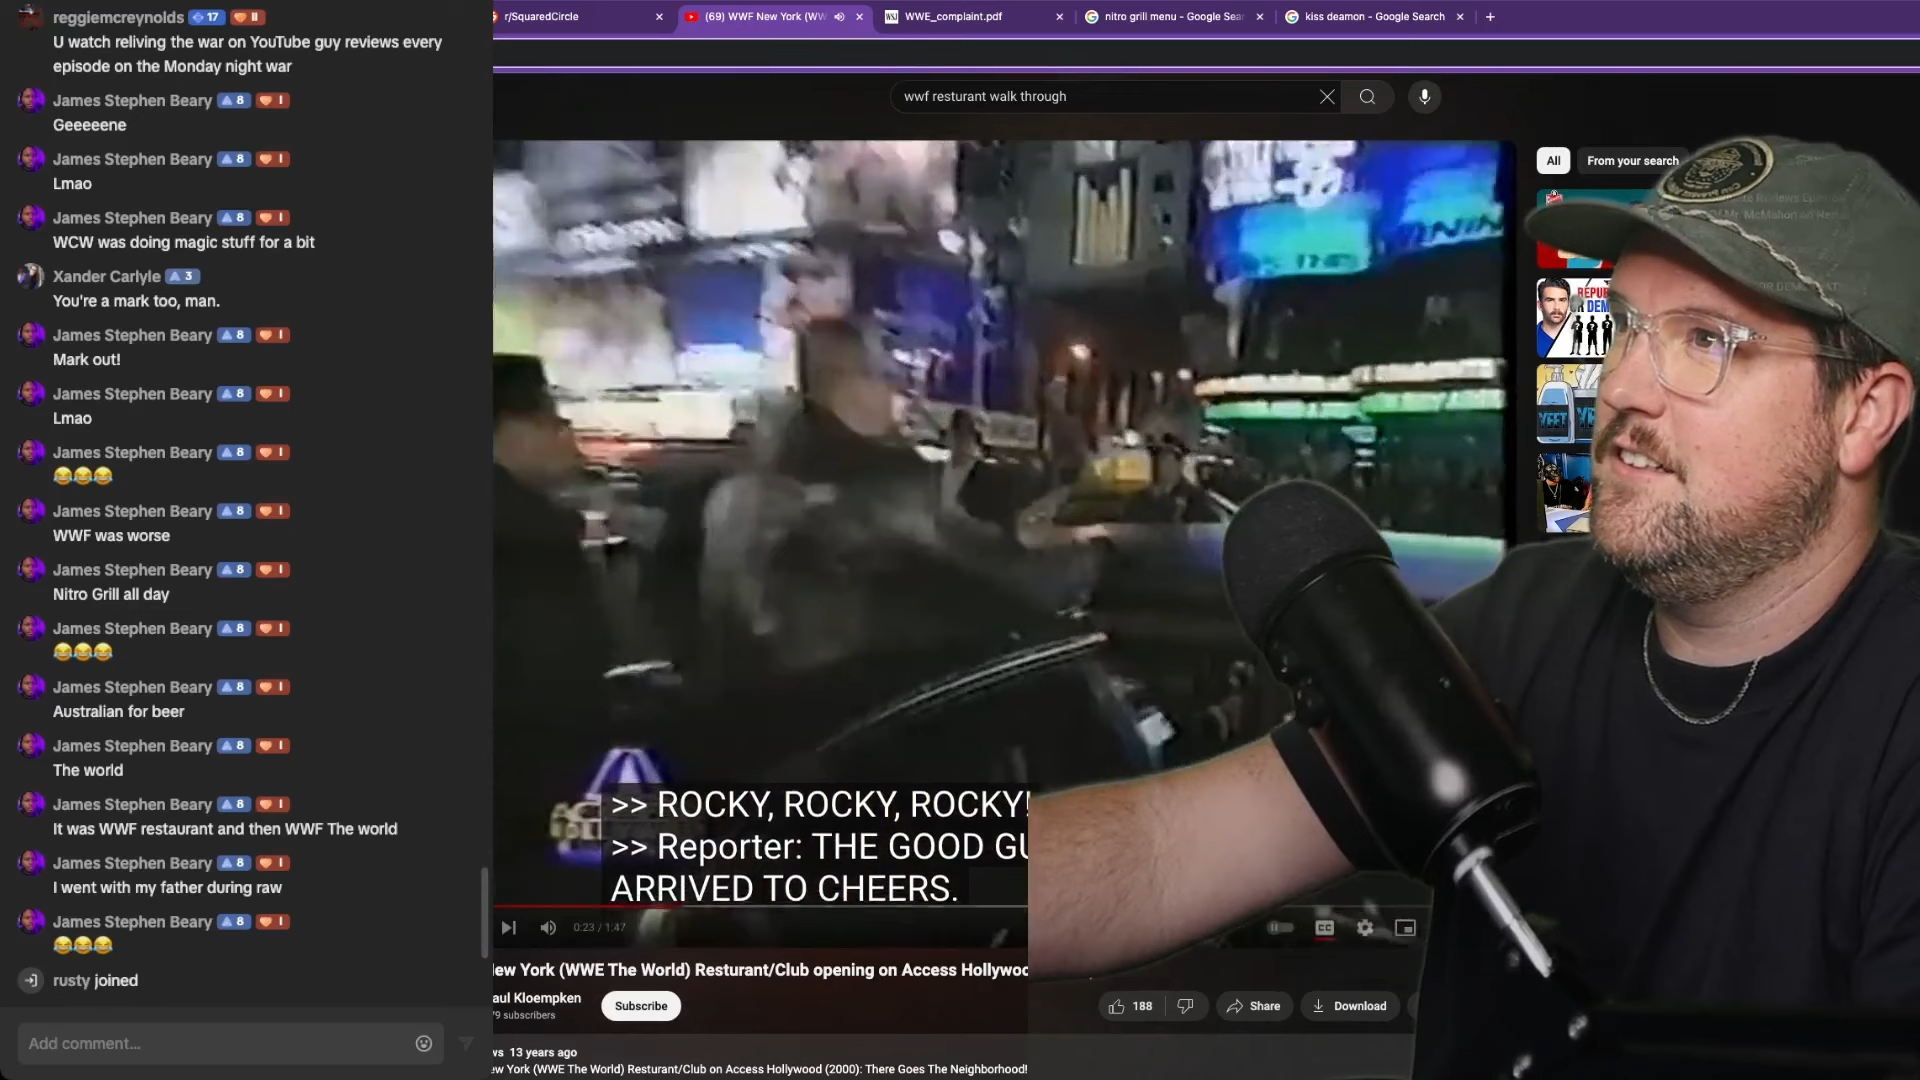 reggiemcreynolds 17 II
U watch reliving the war on YouTube guy reviews every
episode on the Monday night war
James Stephen Beary 8 I
Geeeeene
James Stephen Beary 8 I
Lmao
James Stephen Beary 8 I
WCW was doing magic stuff for a bit
Xander Carlyle 3
You're a mark too, man.
James Stephen Beary 8 I
Mark out!
James Stephen Beary 8 I
Lmao
James Stephen Beary 8 I
😂😂😂
James Stephen Beary 8 I
WWF was worse
James Stephen Beary 8 I
Nitro Grill all day
James Stephen Beary 8 I
😂😂😂
James Stephen Beary 8 I
Australian for beer
James Stephen Beary 8 I
The world
James Stephen Beary 8 I
It was WWF restaurant and then WWF The world
James Stephen Beary 8 I
I went with my father during raw
James Stephen Beary 8 I
😂😂😂
rusty joined
Add comment...
r/SquaredCircle
(69) WWF New York (WW
WSJ WWE_complaint.pdf
nitro grill menu - Google Sear
kiss deamon - Google Search
wwf resturant walk through
All From your search
>> ROCKY, ROCKY, ROCKY!
>> Reporter: THE GOOD GU
ARRIVED TO CHEERS.
0:23 / 1:47
CC
ew York (WWE The World) Resturant/Club opening on Access Hollywoo
aul Kloempken
79 subscribers
Subscribe
188
Share
Download
ws 13 years ago
ew York (WWE The World) Resturant/Club on Access Hollywood (2000): There Goes The Neighborhood!